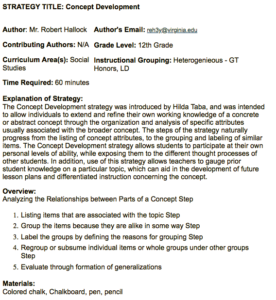 STRATEGY TITLE: Concept Development
Author: Mr. Robert Hallock Author's Email: reh3y@virginia.edu
Contributing Authors: N/A Grade Level: 12th Grade
Curriculum Area(s): Social Instructional Grouping: Heterogenious - GT
Studies Honors, LD
Time Required: 60 minutes
Explanation of Strategy:
The Concept Development strategy was introduced by Hilda Taba, and was intended
to allow individuals to extend and refine their own working knowledge of a concrete
or abstract concept through the organization and analysis of specific attributes
usually associated with the broader concept. The steps of the strategy naturally
progress from the listing of concept attributes, to the grouping and labeling of similar
items. The Concept Development strategy allows students to participate at their own
personal levels of ability, while exposing them to the different thought processes of
other students. In addition, use of this strategy allows teachers to gauge prior
student knowledge on a particular topic, which can aid in the development of future
lesson plans and differentiated instruction concerning the concept.
Overview:
Analyzing the Relationships between Parts of a Concept Step
1. Listing items that are associated with the topic Step
2. Group the items because they are alike in some way Step
3. Label the groups by defining the reasons for grouping Step
4. Regroup or subsume individual items or whole groups under other groups
Step
5. Evaluate through formation of generalizations
Materials:
Colored chalk, Chalkboard, pen, pencil